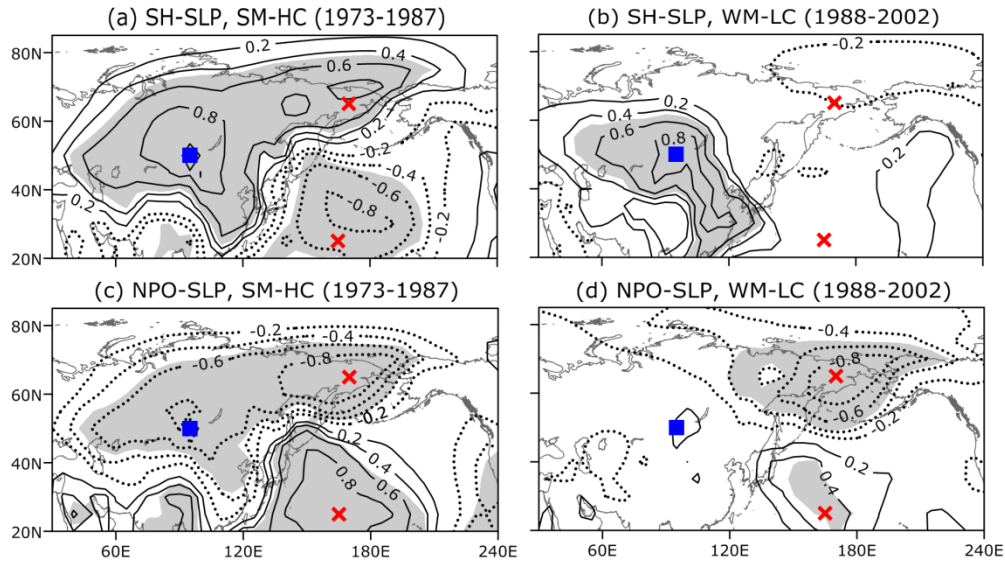 (a) SH-SLP, SM-HC (1973-1987)
(b) SH-SLP, WM-LC (1988-2002)
80N
60N
40N
20N
0.2
0.4
0.6
0.8
0.2
-0.2
-0.4
-0.6
-0.8
-0.2
0.2
-0.2
0.2
0.4
0.6
0.8
0.2
(c) NPO-SLP, SM-HC (1973-1987)
(d) NPO-SLP, WM-LC (1988-2002)
80N
60N
40N
20N
-0.2
-0.4
-0.6
-0.8
-0.2
0.2
0.4
0.6
0.8
-0.4
-0.8
-0.6
-0.2
0.2
0.4
60E
120E
180E
240E
60E
120E
180E
240E